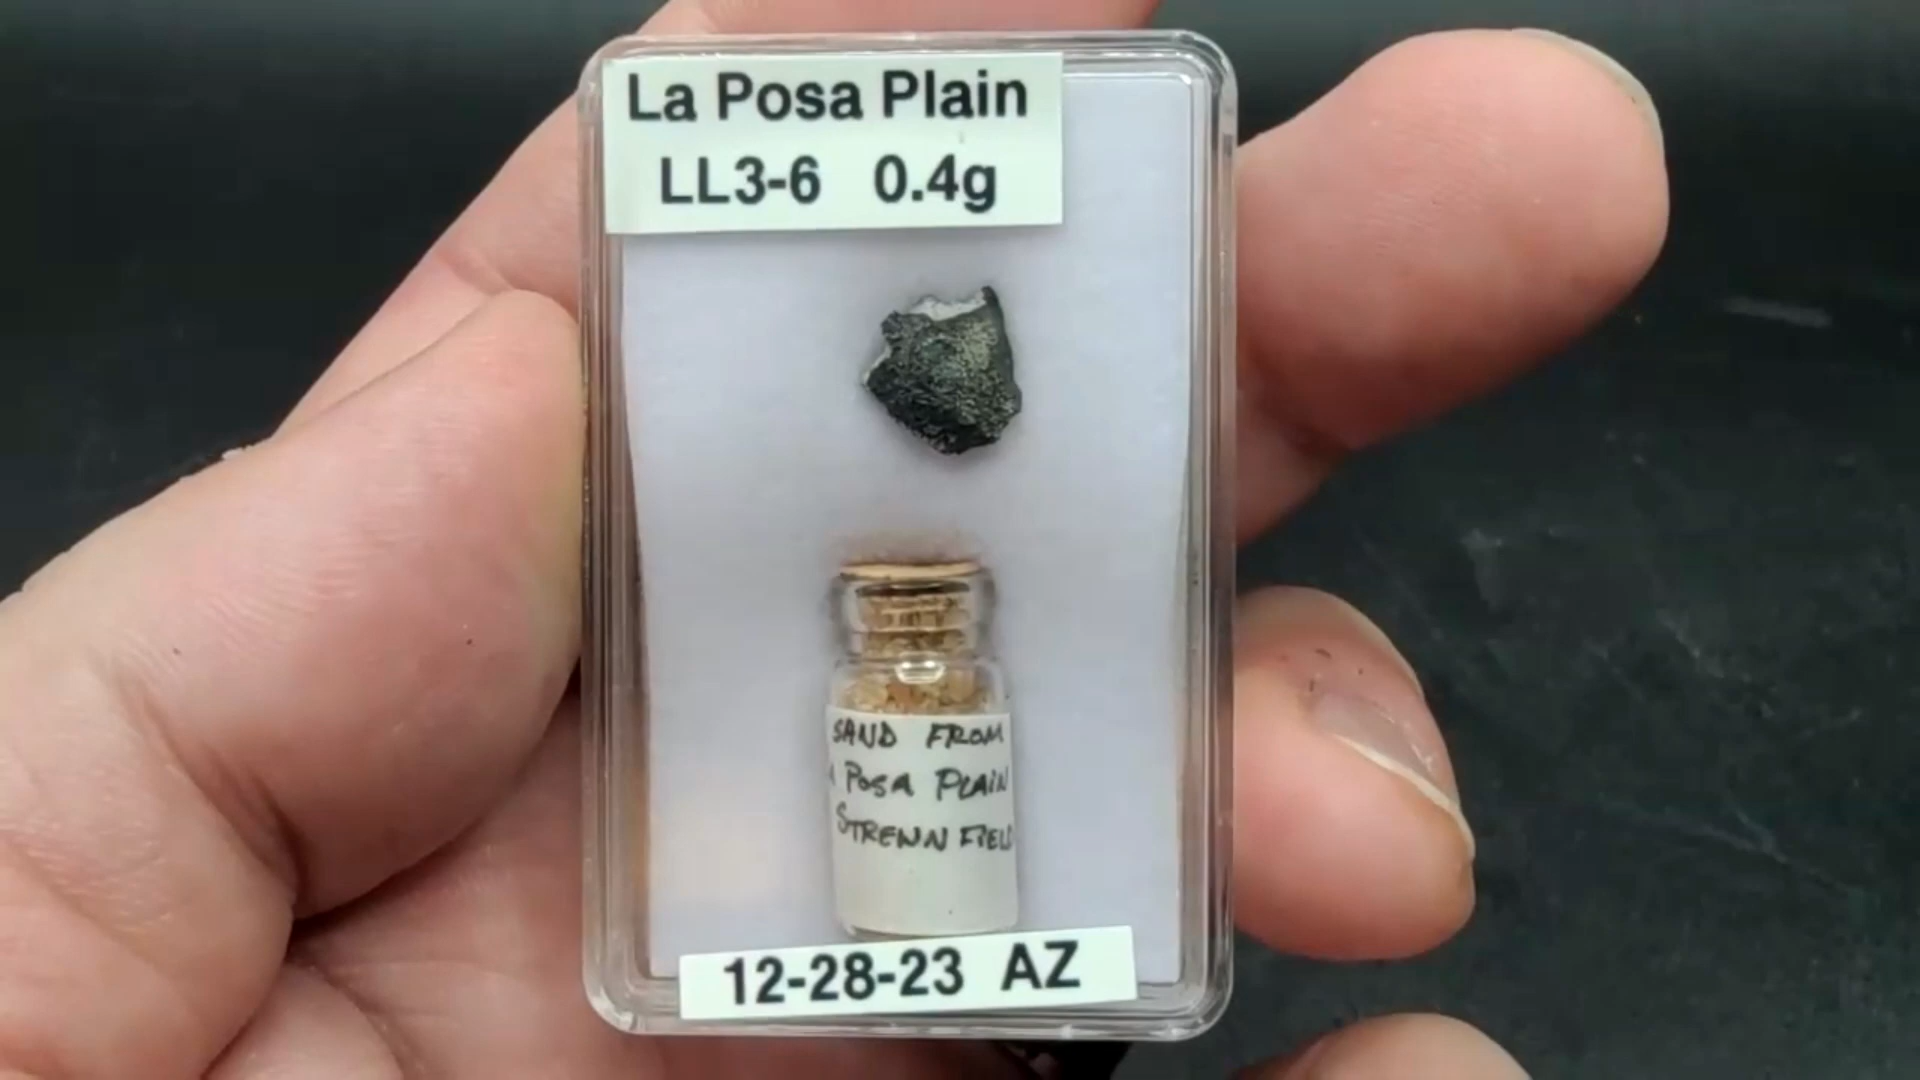 La Posa Plain
LL3-6 0.4g
SAND FROM
POSA PLAIN
STREWN FIELD
12-28-23 AZ